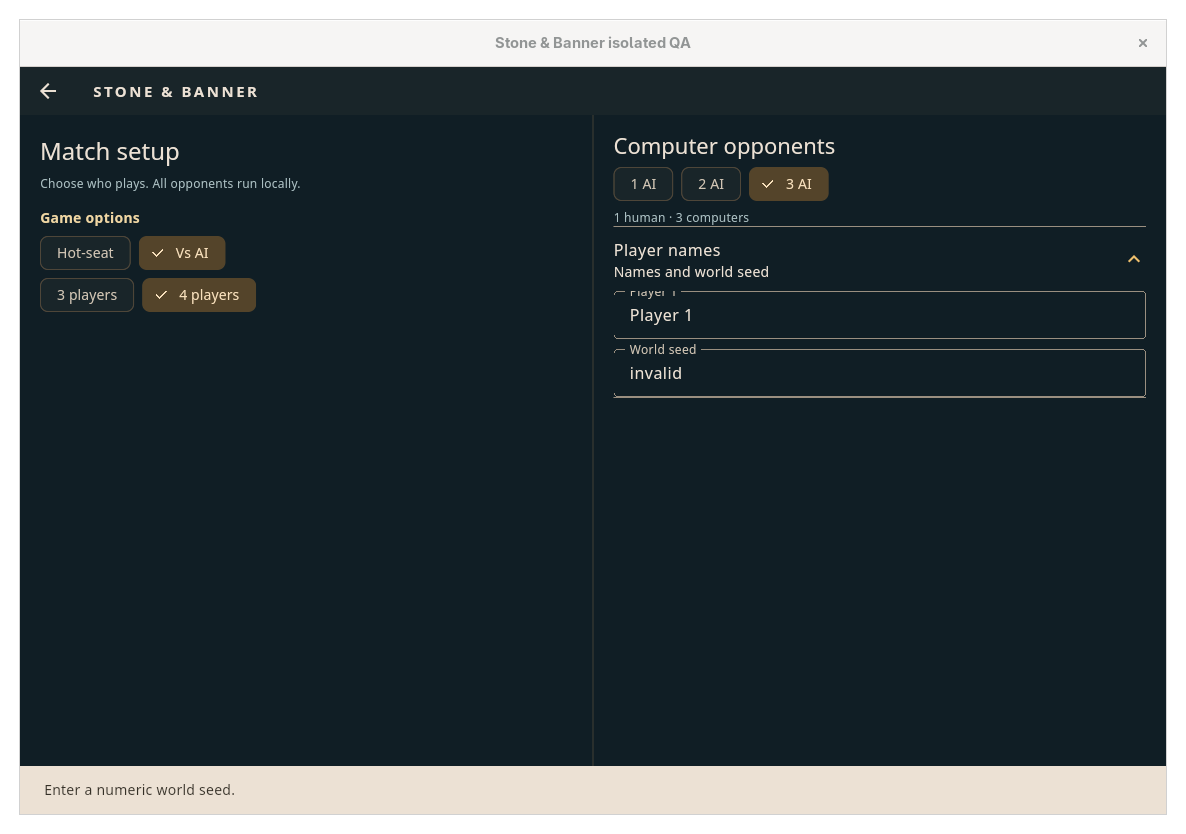 Stone & Banner isolated QA
STONE & BANNER
Match setup
Choose who plays. All opponents run locally.
Game options
Hot-seat
Vs AI
3 players
4 players
Computer opponents
1 AI
2 AI
3 AI
1 human · 3 computers
Player names
Names and world seed
Player 1
Player 1
World seed
invalid
Enter a numeric world seed.